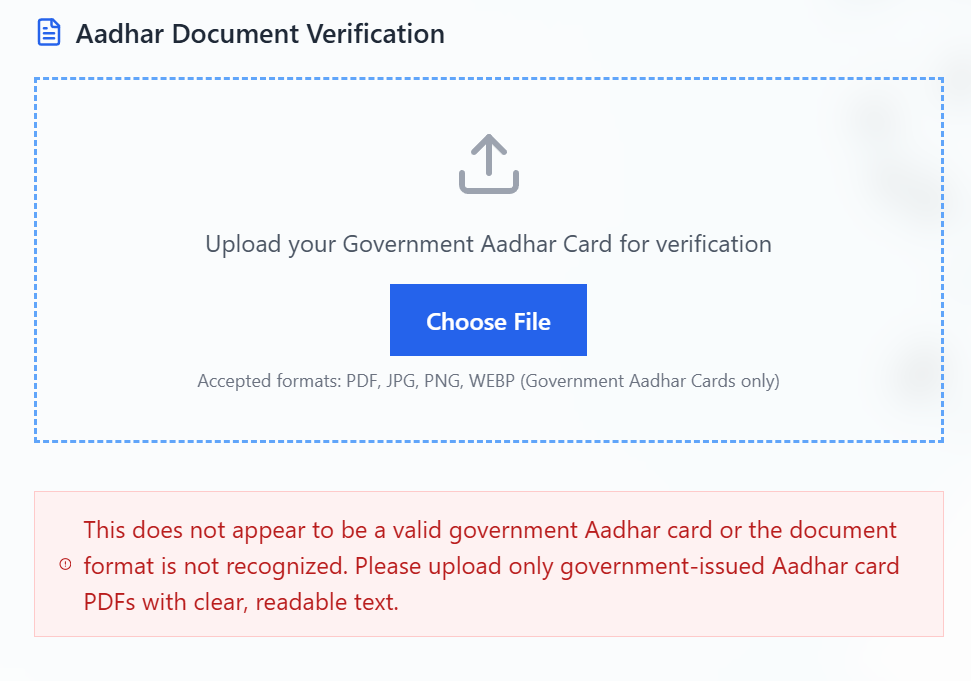 Aadhar Document Verification
Upload your Government Aadhar Card for verification
Choose File
Accepted formats: PDF, JPG, PNG, WEBP (Government Aadhar Cards only)
This does not appear to be a valid government Aadhar card or the document
format is not recognized. Please upload only government-issued Aadhar card
PDFs with clear, readable text.